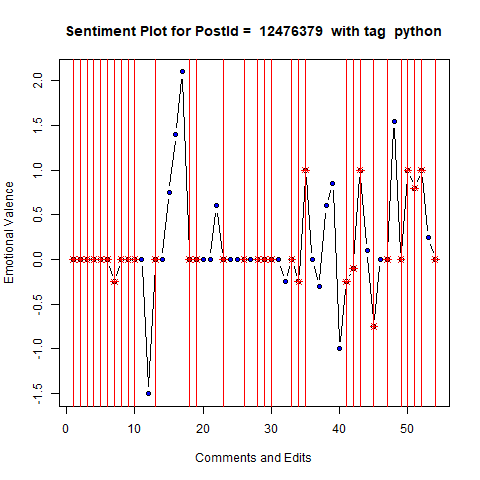 Sentiment Plot for PostId =  12476379  with tag  python
Emotional Valence
2.0
1.5
1.0
0.5
0.0
-0.5
-1.0
-1.5
0 10 20 30 40 50
Comments and Edits